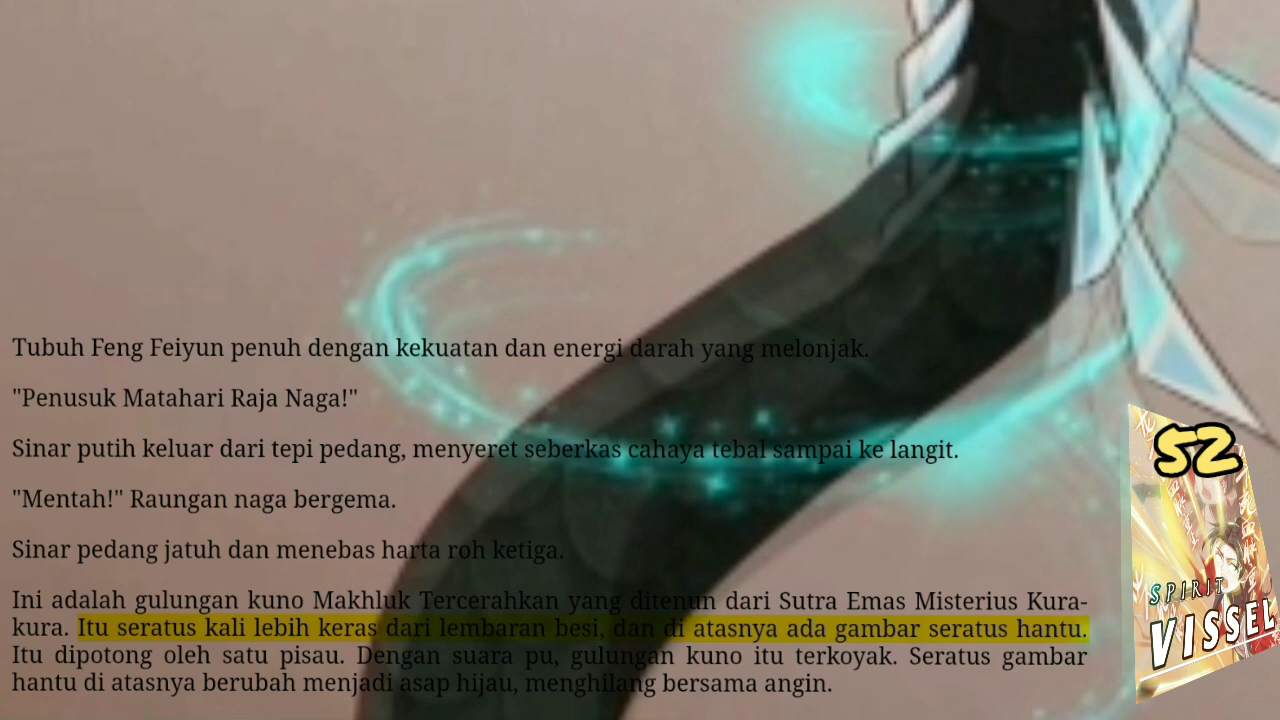 Tubuh Feng Feiyun penuh dengan kekuatan dan energi darah yang melonjak.
"Penusuk Matahari Raja Naga!"
Sinar putih keluar dari tepi pedang, menyeret seberkas cahaya tebal sampai ke langit.
"Mentah!" Raungan naga bergema.
Sinar pedang jatuh dan menebas harta roh ketiga.
Ini adalah gulungan kuno Makhluk Tercerahkan yang ditenun dari Sutra Emas Misterius Kura-
kura. Itu seratus kali lebih keras dari lembaran besi, dan di atasnya ada gambar seratus hantu.
Itu dipotong oleh satu pisau. Dengan suara pu, gulungan kuno itu terkoyak. Seratus gambar
hantu di atasnya berubah menjadi asap hijau, menghilang bersama angin.
S2
SPIRIT
VISSEL